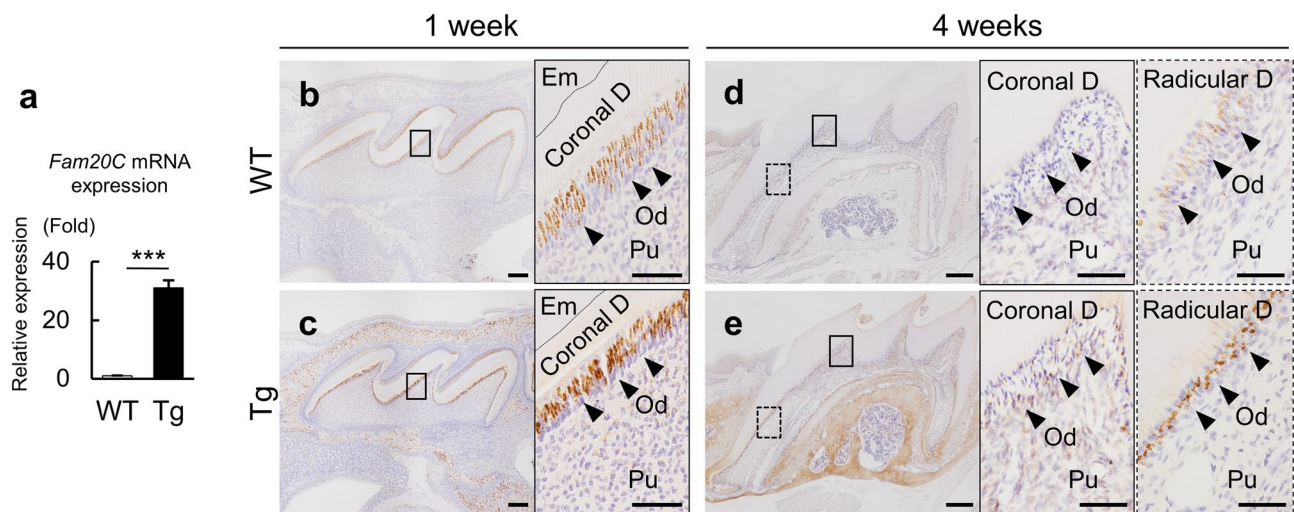 1 week
4 weeks
a
Fam20C mRNA
expression
(Fold)
Relative expression
40
20
0
***
WT
Tg
WT
b
Em
Coronal D
Od
Pu
d
Coronal D
Od
Pu
Radicular D
Od
Pu
Tg
c
Em
Coronal D
Od
Pu
e
Coronal D
Od
Pu
Radicular D
Od
Pu